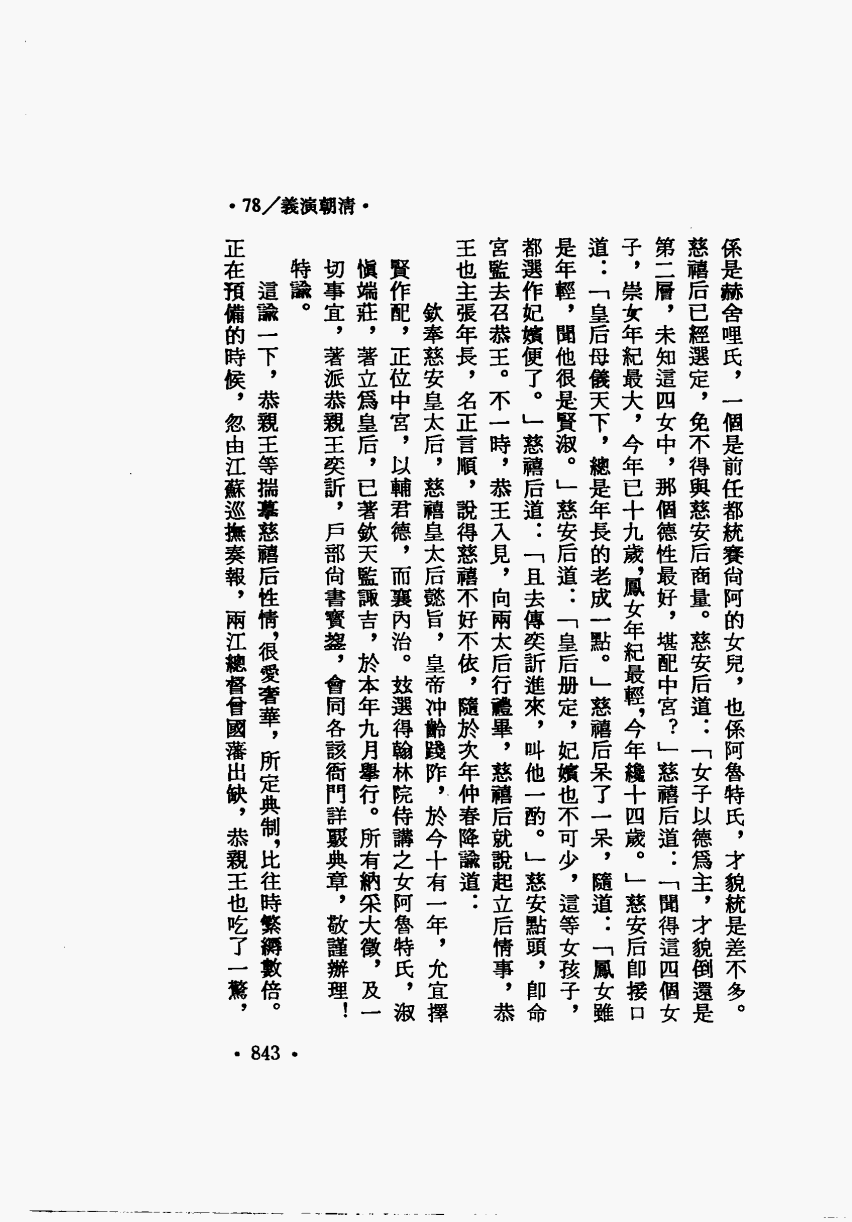 •78／義演朝清•
係是赫舍哩氏，一個是前任都統賽尙阿的女兒，也係阿魯特氏，才貌統是差不多。
慈禧后已經選定，免不得與慈安后商量。慈安后道：「女子以德爲主，才貌倒還是
第二層，未知這四女中，那個德性最好，堪配中宮？」慈禧后道：「聞得這四個女
子，崇女年紀最大，今年已十九歲，鳳女年紀最輕，今年纔十四歲。」慈安后卽接口
道：「皇后母儀天下，總是年長的老成一點。」慈禧后呆了一呆，隨道：「鳳女雖
是年輕，聞他很是賢淑。」慈安后道：「皇后册定，妃嬪也不可少，這等女孩子，
都選作妃嬪便了。」慈禧后道：「且去傳奕訢進來，叫他一酌。」慈安點頭，卽命
宮監去召恭王。不一時，恭王入見，向兩太后行禮畢，慈禧后就說起立后情事，恭
王也主張年長，名正言順，說得慈禧不好不依，隨於次年仲春降諭道：
欽奉慈安皇太后，慈禧皇太后懿旨，皇帝冲齡踐阼，於今十有一年，允宜擇
賢作配，正位中宮，以輔君德，而襄內治。玆選得翰林院侍講之女阿魯特氏，淑
愼端莊，著立爲皇后，已著欽天監諏吉，於本年九月舉行。所有納采大徵，及一
切事宜，著派恭親王奕訢，戶部尙書寶鋆，會同各該衙門詳覈典章，敬謹辦理！
特諭。
這諭一下，恭親王等揣摹慈禧后性情，很愛奢華，所定典制，比往時繁縟數倍。
正在預備的時候，忽由江蘇巡撫奏報，兩江總督曾國藩出缺，恭親王也吃了一驚，
•843•